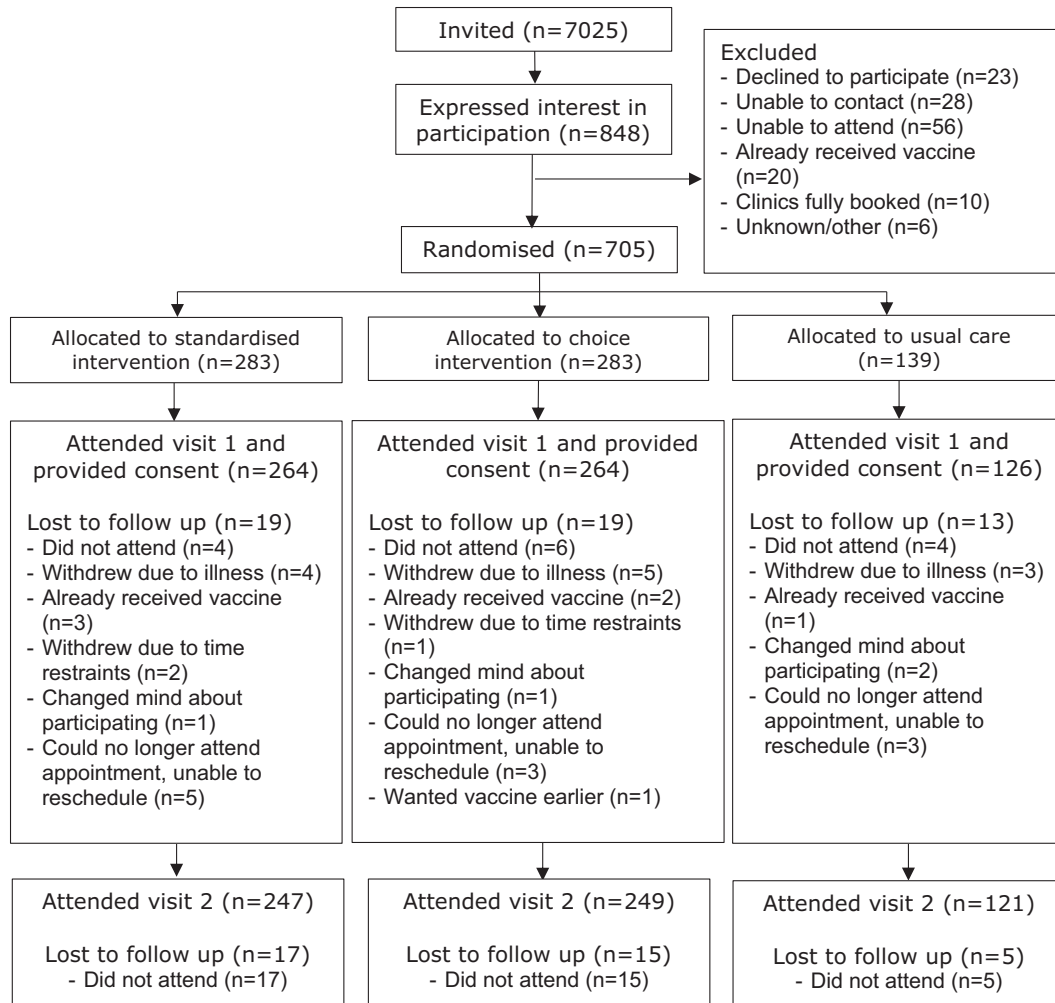 Invited (n=7025)
Expressed interest in
participation (n=848)
Excluded
- Declined to participate (n=23)
- Unable to contact (n=28)
- Unable to attend (n=56)
- Already received vaccine
(n=20)
- Clinics fully booked (n=10)
- Unknown/other (n=6)
Randomised (n=705)
Allocated to standardised
intervention (n=283)
Allocated to choice
intervention (n=283)
Allocated to usual care
(n=139)
Attended visit 1 and
provided consent (n=264)
Lost to follow up (n=19)
- Did not attend (n=4)
- Withdrew due to illness (n=4)
- Already received vaccine
(n=3)
- Withdrew due to time
restraints (n=2)
- Changed mind about
participating (n=1)
- Could no longer attend
appointment, unable to
reschedule (n=5)
Attended visit 1 and provided
consent (n=264)
Lost to follow up (n=19)
- Did not attend (n=6)
- Withdrew due to illness (n=5)
- Already received vaccine (n=2)
- Withdrew due to time restraints
(n=1)
- Changed mind about
participating (n=1)
- Could no longer attend
appointment, unable to
reschedule (n=3)
- Wanted vaccine earlier (n=1)
Attended visit 1 and
provided consent (n=126)
Lost to follow up (n=13)
- Did not attend (n=4)
- Withdrew due to illness (n=3)
- Already received vaccine
(n=1)
- Changed mind about
participating (n=2)
- Could no longer attend
appointment, unable to
reschedule (n=3)
Attended visit 2 (n=247)
Lost to follow up (n=17)
- Did not attend (n=17)
Attended visit 2 (n=249)
Lost to follow up (n=15)
- Did not attend (n=15)
Attended visit 2 (n=121)
Lost to follow up (n=5)
- Did not attend (n=5)